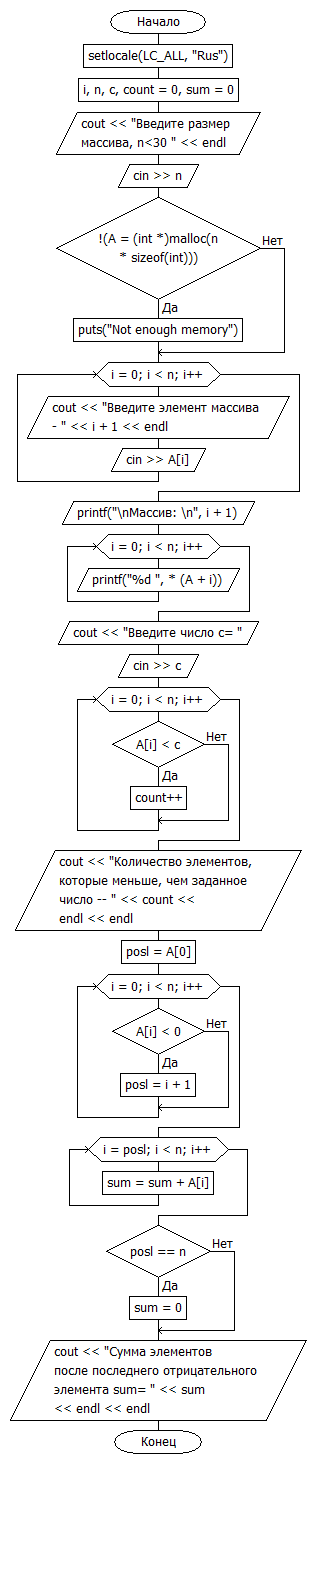 Начало
setlocale(LC_ALL, "Rus")
i, n, c, count = 0, sum = 0
cout << "Введите размер
массива, n<30 " << endl
cin >> n
!(A = (int *)malloc(n
* sizeof(int)))
Нет
Да
puts("Not enough memory")
i = 0; i < n; i++
cout << "Введите элемент массива
- " << i + 1 << endl
cin >> A[i]
printf("\nМассив: \n", i + 1)
i = 0; i < n; i++
printf("%d ", * (A + i))
cout << "Введите число c= "
cin >> c
i = 0; i < n; i++
A[i] < c
Нет
Да
count++
cout << "Количество элементов,
которые меньше, чем заданное
число -- " << count <<
endl << endl
posl = A[0]
i = 0; i < n; i++
A[i] < 0
Нет
Да
posl = i + 1
i = posl; i < n; i++
sum = sum + A[i]
posl == n
Нет
Да
sum = 0
cout << "Сумма элементов
после последнего отрицательного
элемента sum= " << sum
<< endl << endl
Конец